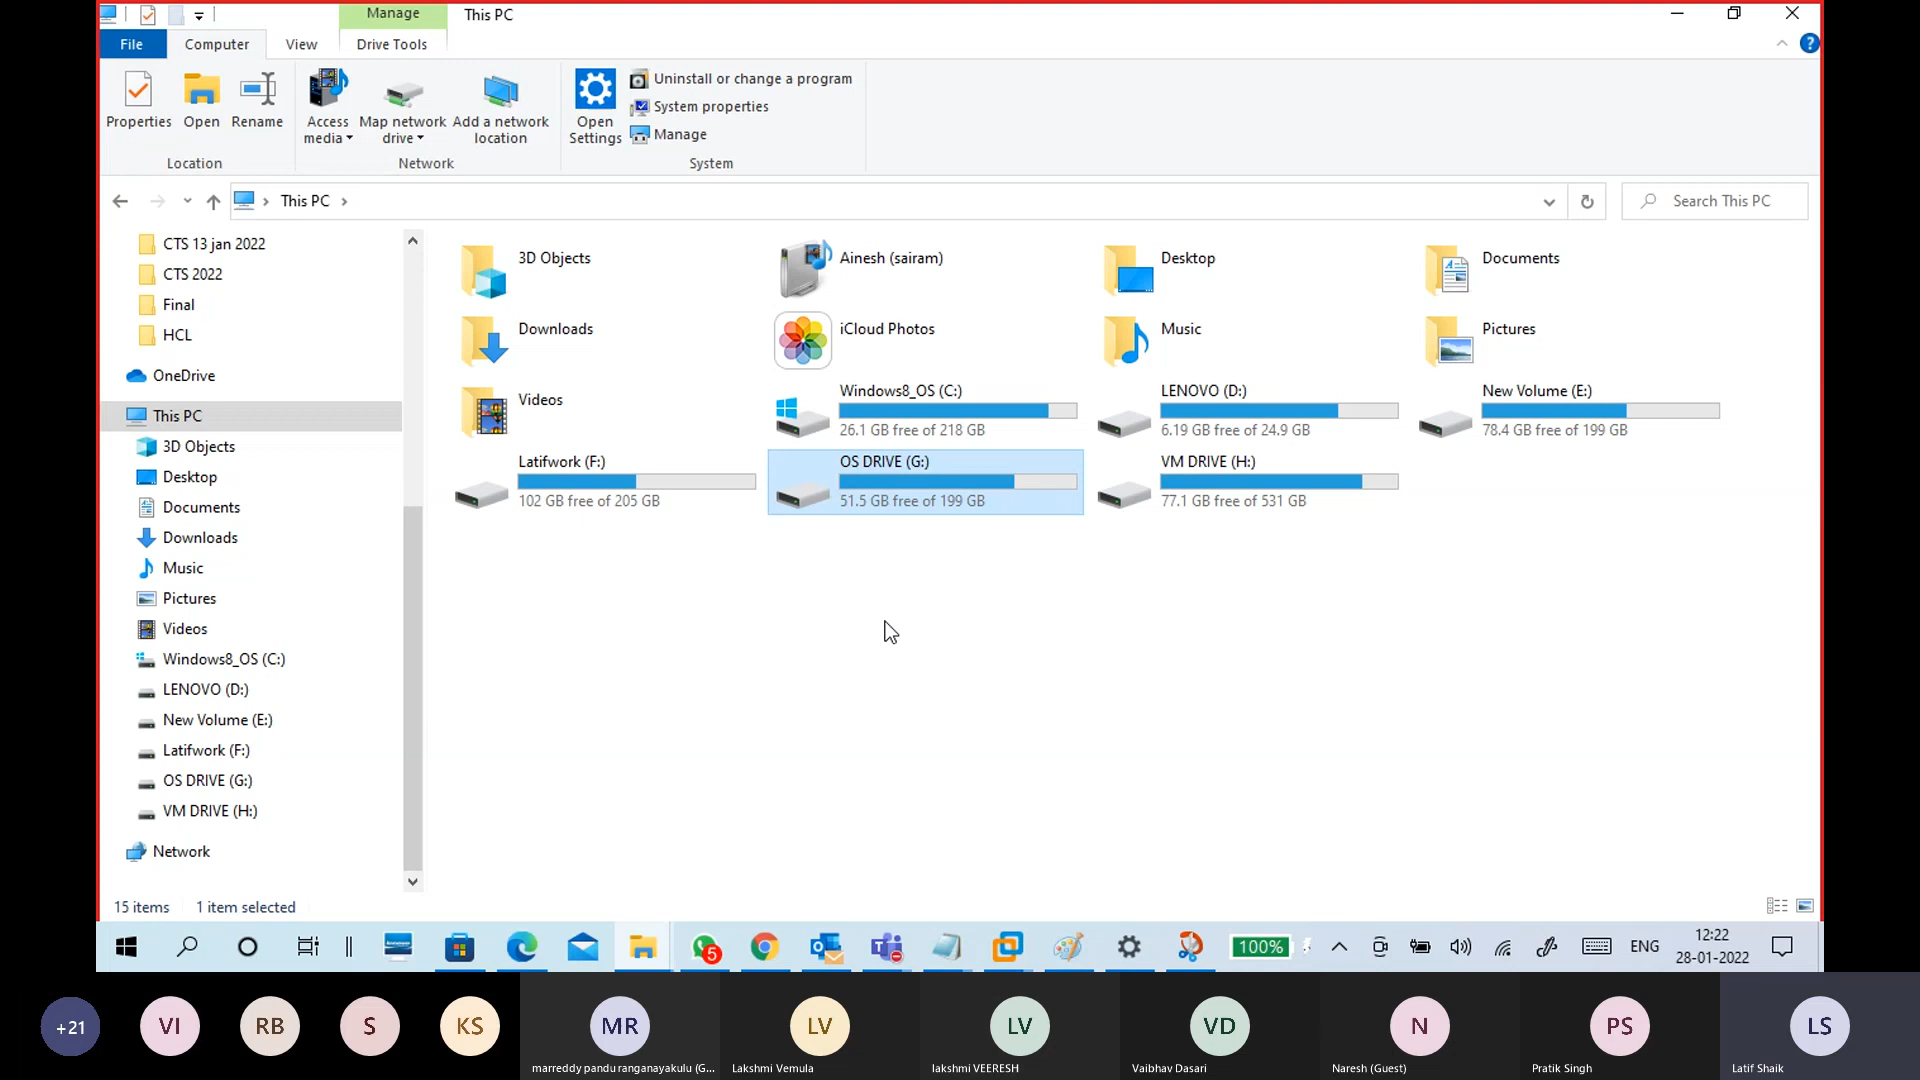 Manage
This PC
File
Computer
View
Drive Tools
Properties
Open
Rename
Access media
Map network drive
Add a network location
Open Settings
Uninstall or change a program
System properties
Manage
Location
Network
System
This PC
Search This PC
CTS 13 jan 2022
CTS 2022
Final
HCL
OneDrive
This PC
3D Objects
Desktop
Documents
Downloads
Music
Pictures
Videos
Windows8_OS (C:)
LENOVO (D:)
New Volume (E:)
Latifwork (F:)
OS DRIVE (G:)
VM DRIVE (H:)
Network
3D Objects
Ainesh (sairam)
Desktop
Documents
Downloads
iCloud Photos
Music
Pictures
Videos
Windows8_OS (C:)
26.1 GB free of 218 GB
LENOVO (D:)
6.19 GB free of 24.9 GB
New Volume (E:)
78.4 GB free of 199 GB
Latifwork (F:)
102 GB free of 205 GB
OS DRIVE (G:)
51.5 GB free of 199 GB
VM DRIVE (H:)
77.1 GB free of 531 GB
15 items
1 item selected
5
100%
ENG
12:22
28-01-2022
+21
VI
RB
S
KS
MR
marreddy panduranganayakulu (G...
LV
Lakshmi Vemula
LV
lakshmi VEERESH
VD
Vaibhav Dasari
N
Naresh (Guest)
PS
Pratik Singh
LS
Latif Shaik